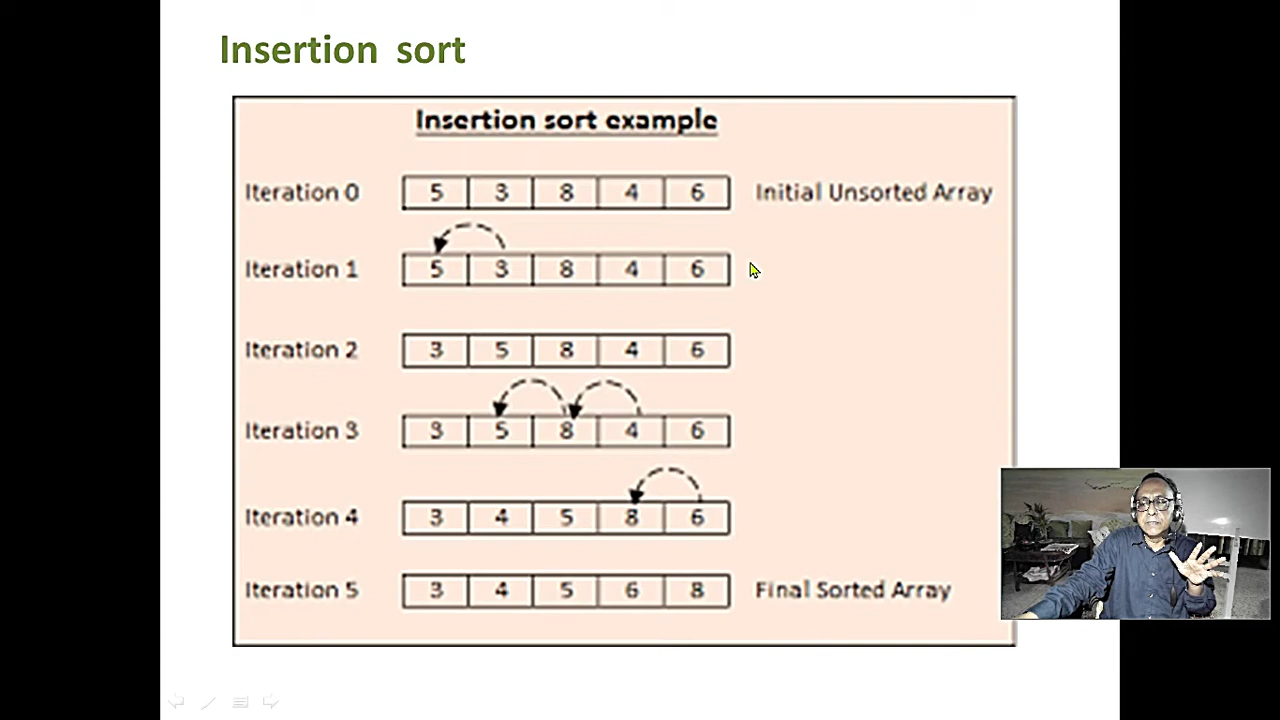 Insertion sort
Insertion sort example
Iteration 0 5 3 8 4 6 Initial Unsorted Array
Iteration 1 5 3 8 4 6
Iteration 2 3 5 8 4 6
Iteration 3 3 5 8 4 6
Iteration 4 3 4 5 8 6
Iteration 5 3 4 5 6 8 Final Sorted Array